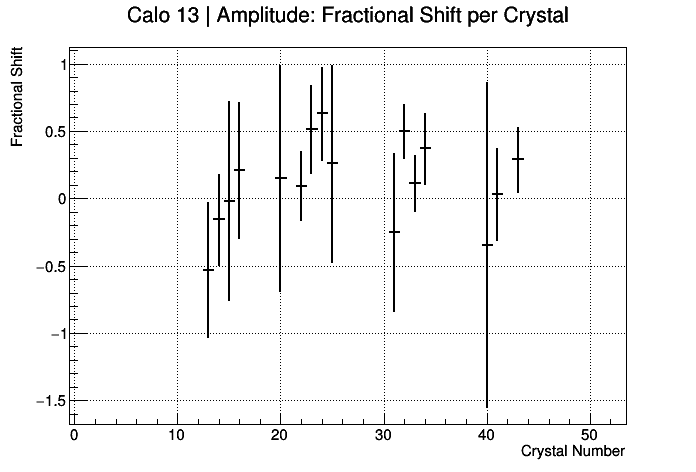 Calo 13 | Amplitude: Fractional Shift per Crystal
Fractional Shift
1
0.5
0
−0.5
−1
−1.5
0 10 20 30 40 50
Crystal Number